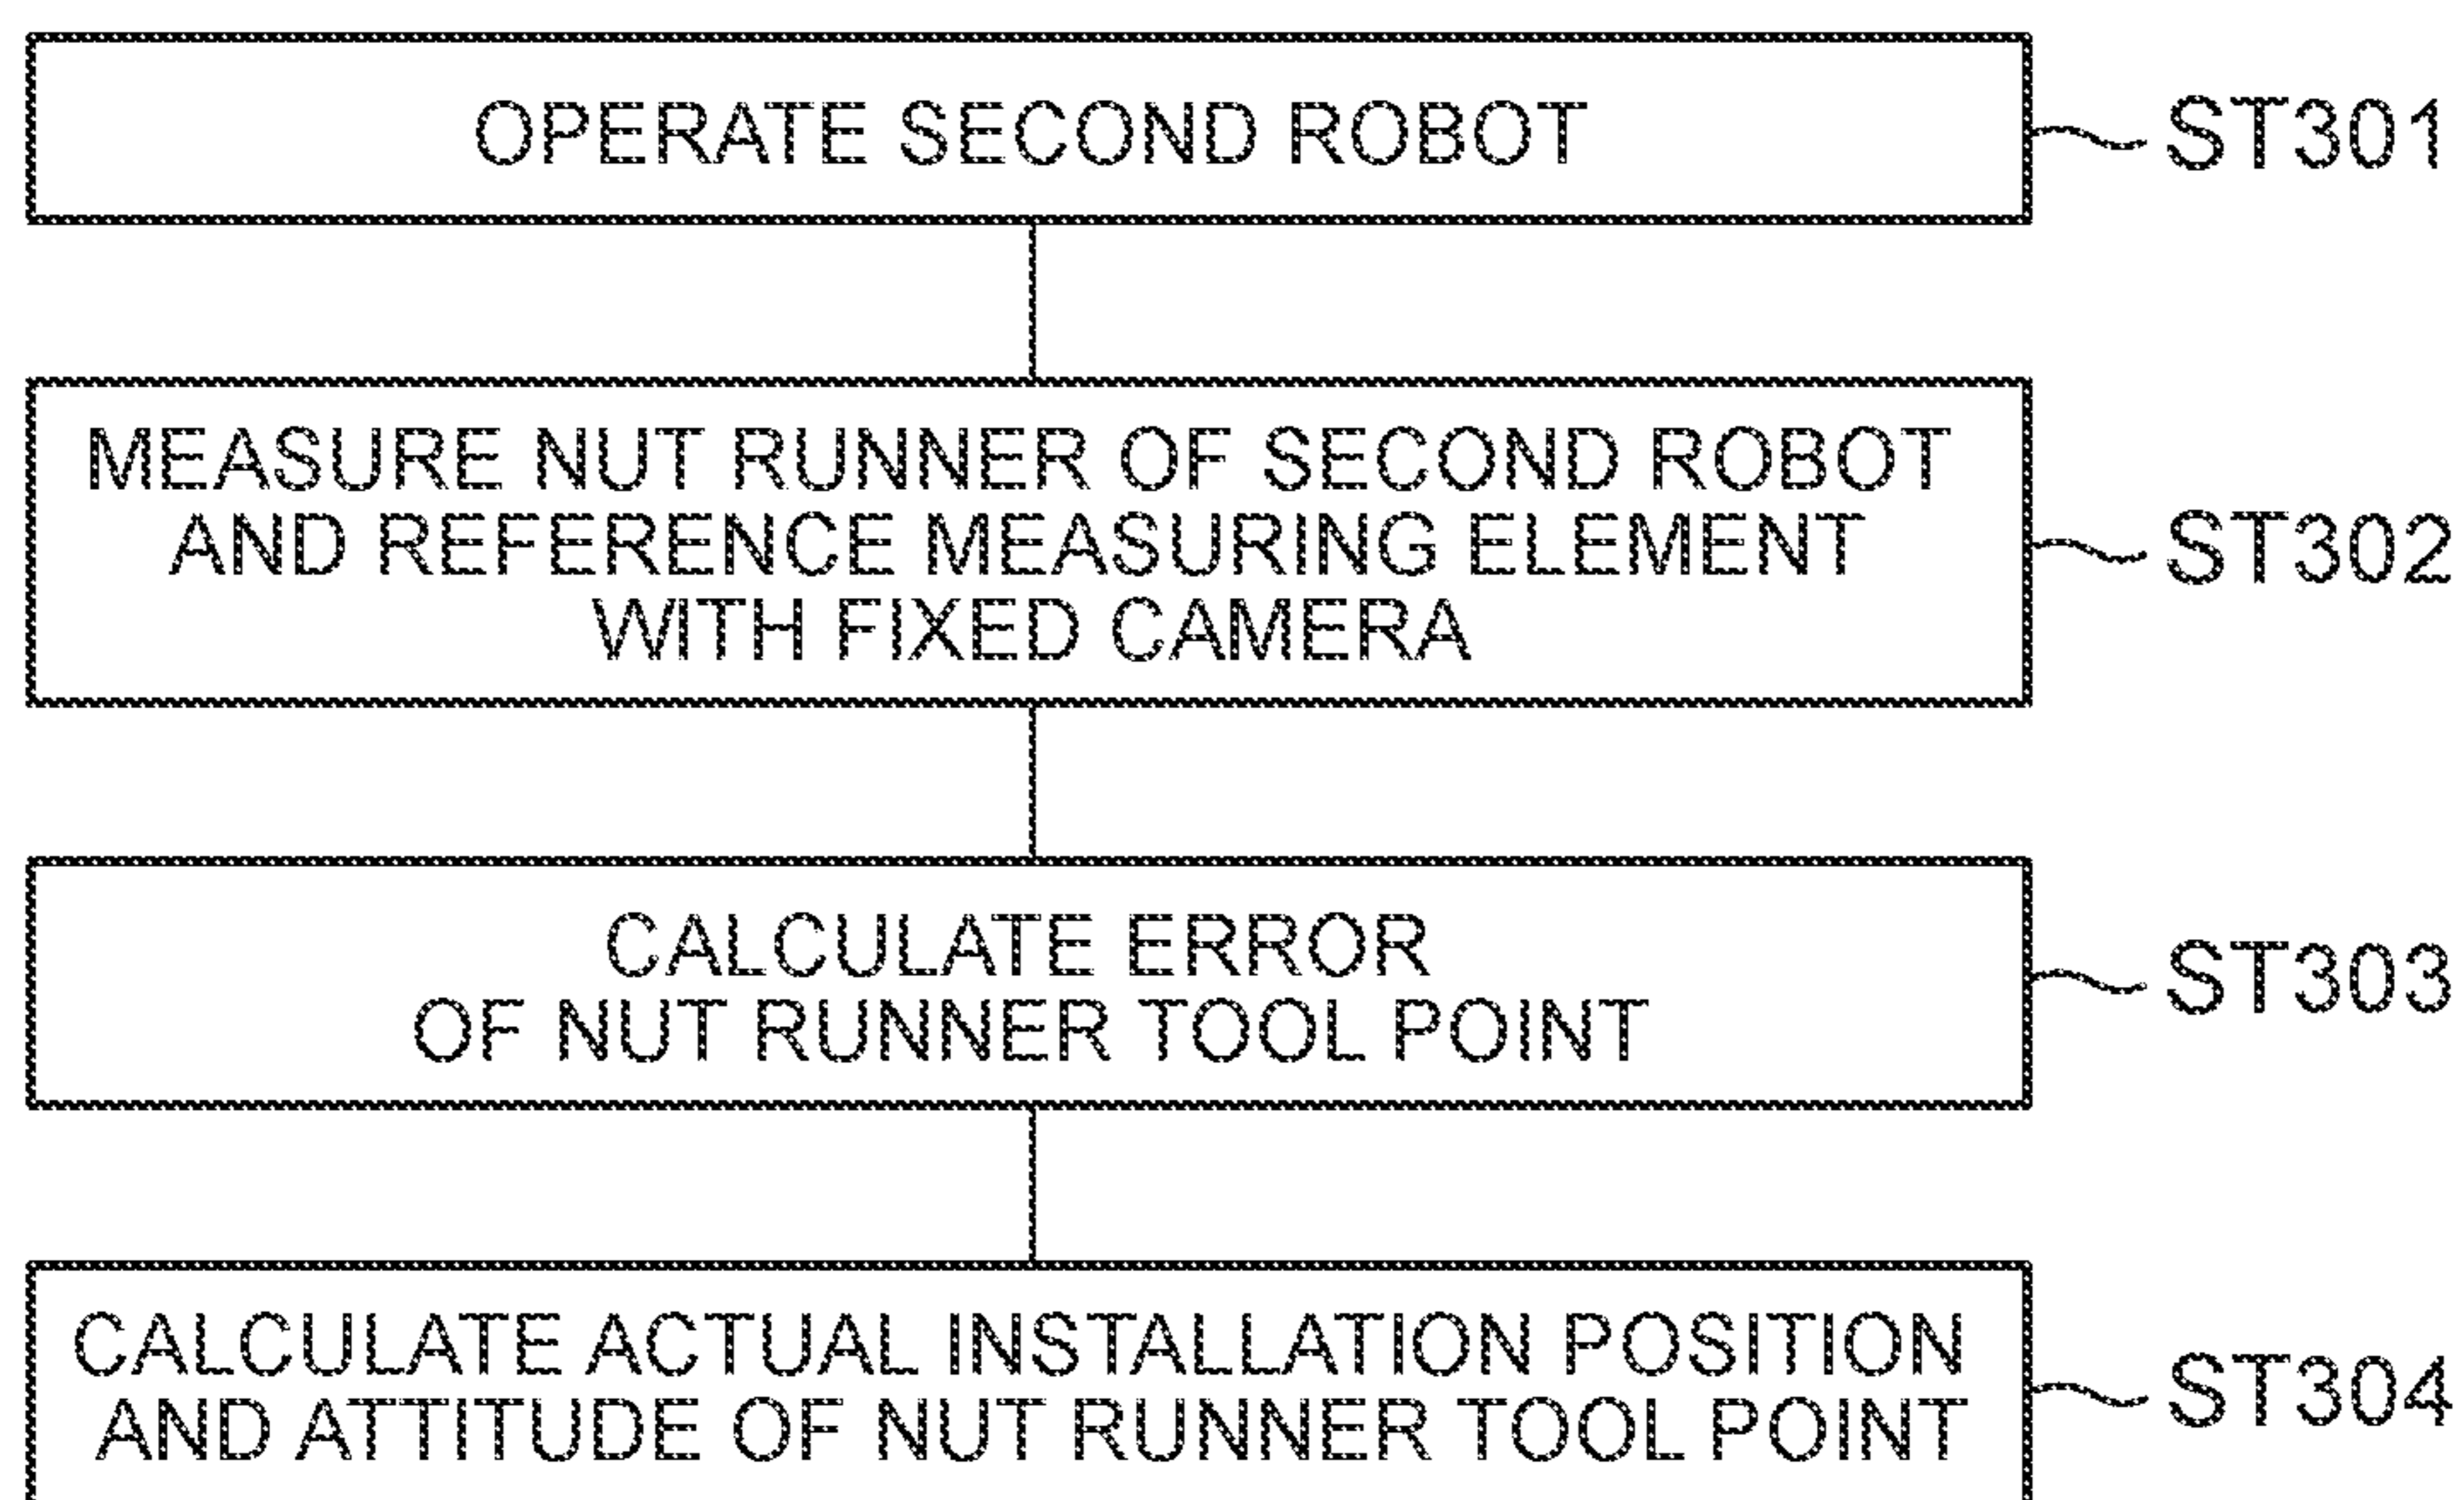 OPERATE SECOND ROBOT
ST301
MEASURE NUT RUNNER OF SECOND ROBOT
AND REFERENCE MEASURING ELEMENT
WITH FIXED CAMERA
ST302
CALCULATE ERROR
OF NUT RUNNER TOOL POINT
ST303
CALCULATE ACTUAL INSTALLATION POSITION
AND ATTITUDE OF NUT RUNNER TOOL POINT
ST304